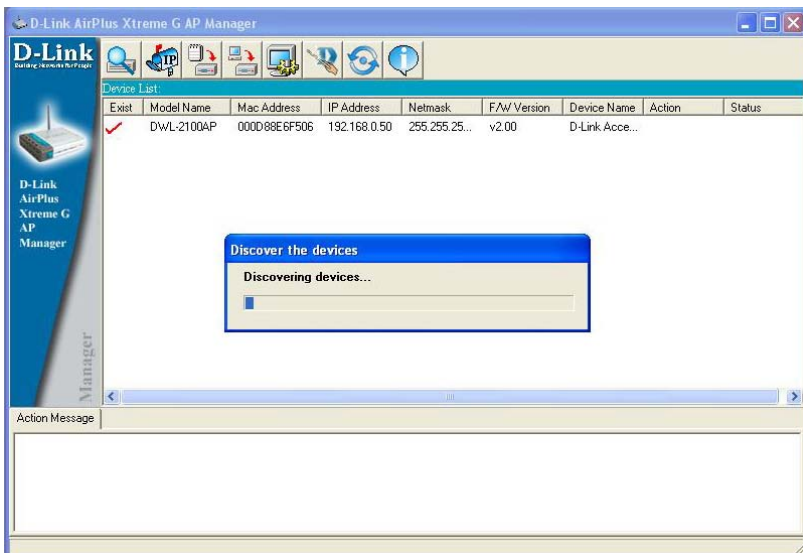 D-Link AirPlus Xtreme G AP Manager
D-Link
Building Networks for People
IP
Device List:
Exist Model Name Mac Address IP Address Netmask F/W Version Device Name Action Status
DWL-2100AP 000D88E6F506 192.168.0.50 255.255.25... v2.00 D-Link Acce...
D-Link
AirPlus
Xtreme G
AP
Manager
Discover the devices
Discovering devices...
Manager
Action Message